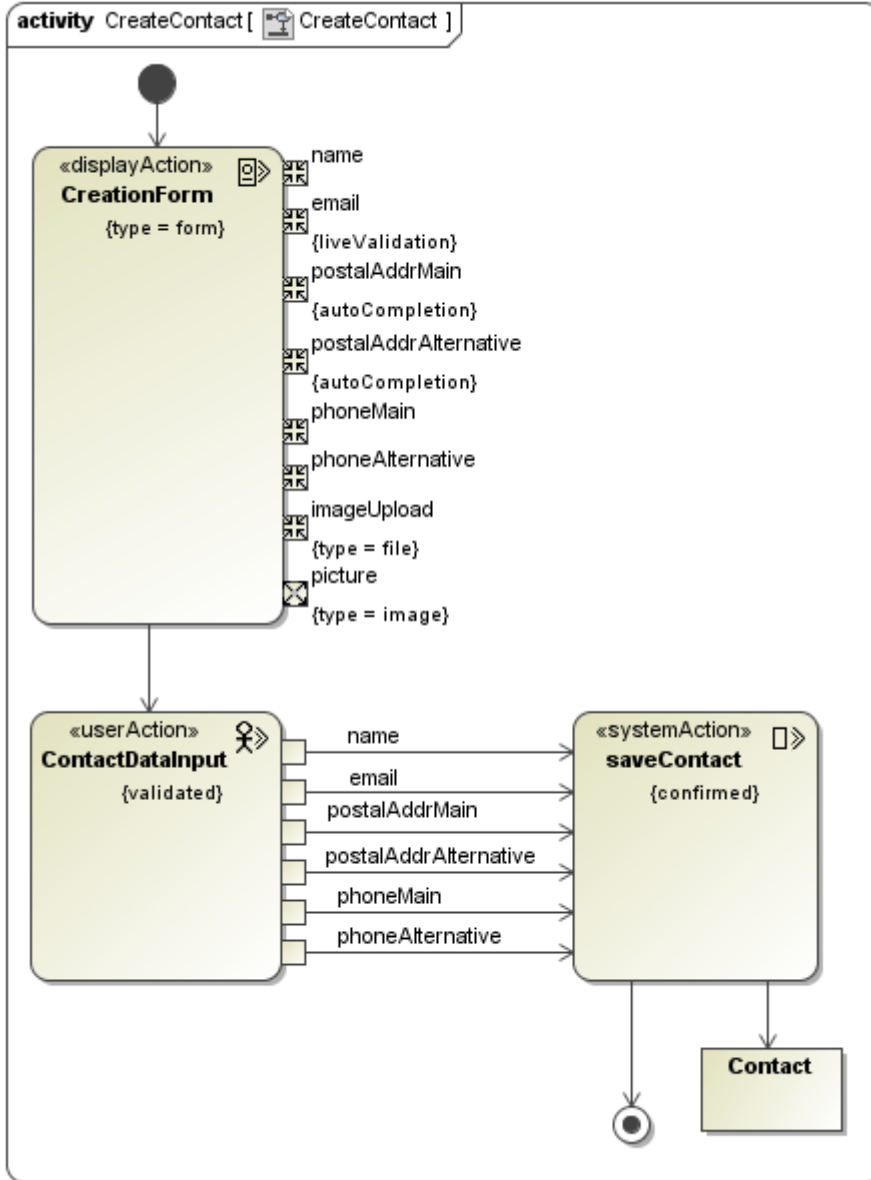 activity CreateContact [ CreateContact ]
«displayAction»
CreationForm
{type = form}
name
email
{liveValidation}
postalAddrMain
{autoCompletion}
postalAddrAlternative
{autoCompletion}
phoneMain
phoneAlternative
imageUpload
{type = file}
picture
{type = image}
«userAction»
ContactDataInput
{validated}
name
email
postalAddrMain
postalAddrAlternative
phoneMain
phoneAlternative
«systemAction»
saveContact
{confirmed}
Contact